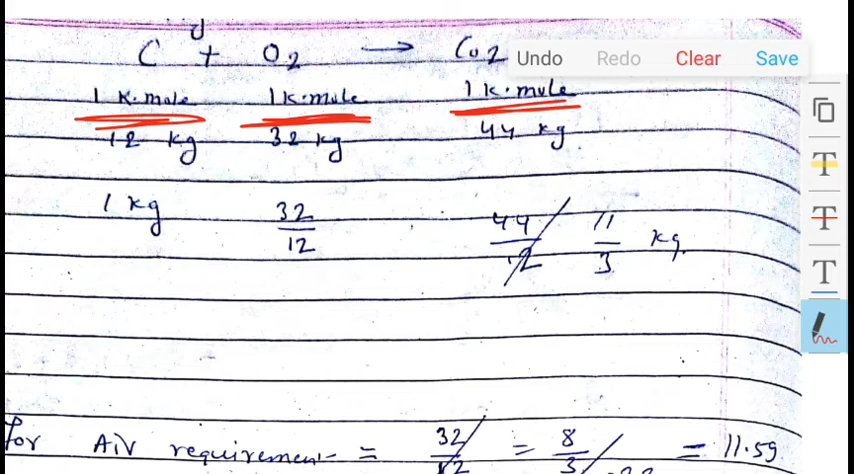 C + O2 → CO2
Undo Redo Clear Save
1 K.mole 1 K.mole 1 K.mole
12 kg 32 kg 44 kg
1 kg 32/12 44/12 11/3 kg.
for Air requirement = 32/12 = 8/3/ = 11.59